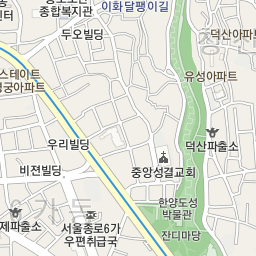 종합복지관
이화달팽이길
두오빌딩
덕산아파트
스테이트
경궁아파트
유성아파트
우리빌딩
비젼빌딩
덕산파출소
중앙성결교회
한양도성
박물관
잔디마당
6가동
제파출소
서울종로6가
우편취급국